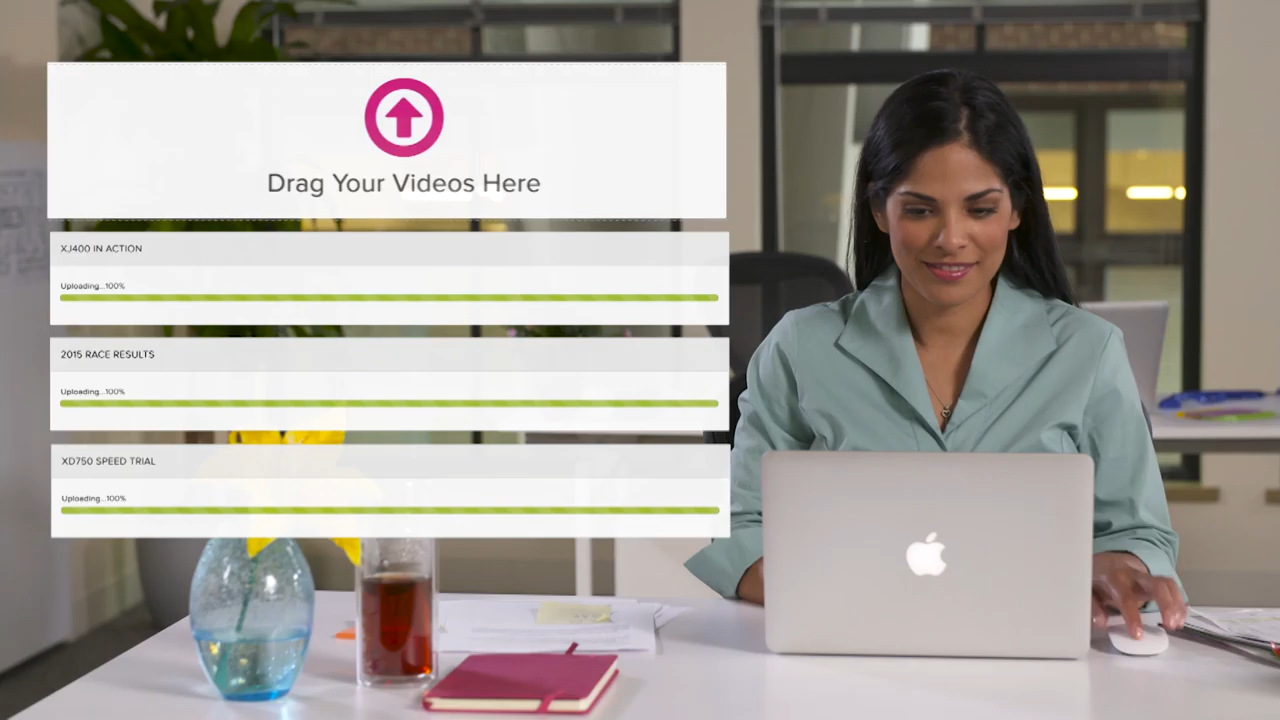 Drag Your Videos Here
XJ400 IN ACTION
Uploading...100%
2015 RACE RESULTS
Uploading...100%
XD750 SPEED TRIAL
Uploading...100%